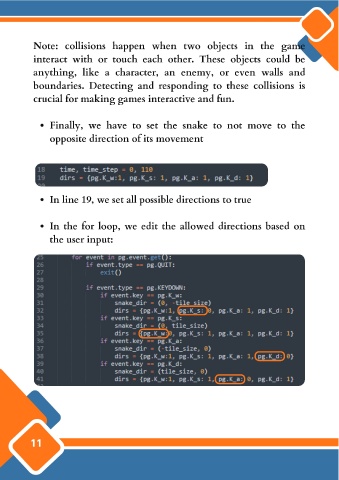 Note: collisions happen when two objects in the game
interact with or touch each other. These objects could be
anything, like a character, an enemy, or even walls and
boundaries. Detecting and responding to these collisions is
crucial for making games interactive and fun.
• Finally, we have to set the snake to not move to the
opposite direction of its movement
18 time, time_step = 0, 110
19 dirs = {pg.K_w:1, pg.K_s: 1, pg.K_a: 1, pg.K_d: 1}
• In line 19, we set all possible directions to true
• In the for loop, we edit the allowed directions based on
the user input:
25 for event in pg.event.get():
26 if event.type == pg.QUIT:
27 exit()
28
29 if event.type == pg.KEYDOWN:
30 if event.key == pg.K_w:
31 snake_dir = (0, -tile_size)
32 dirs = {pg.K_w:1, pg.K_s: 0, pg.K_a: 1, pg.K_d: 1}
33 if event.key == pg.K_s:
34 snake_dir = (0, tile_size)
35 dirs = {pg.K_w:0, pg.K_s: 1, pg.K_a: 1, pg.K_d: 1}
36 if event.key == pg.K_a:
37 snake_dir = (-tile_size, 0)
38 dirs = {pg.K_w:1, pg.K_s: 1, pg.K_a: 1, pg.K_d: 0}
39 if event.key == pg.K_d:
40 snake_dir = (tile_size, 0)
41 dirs = {pg.K_w:1, pg.K_s: 1, pg.K_a: 0, pg.K_d: 1}
11